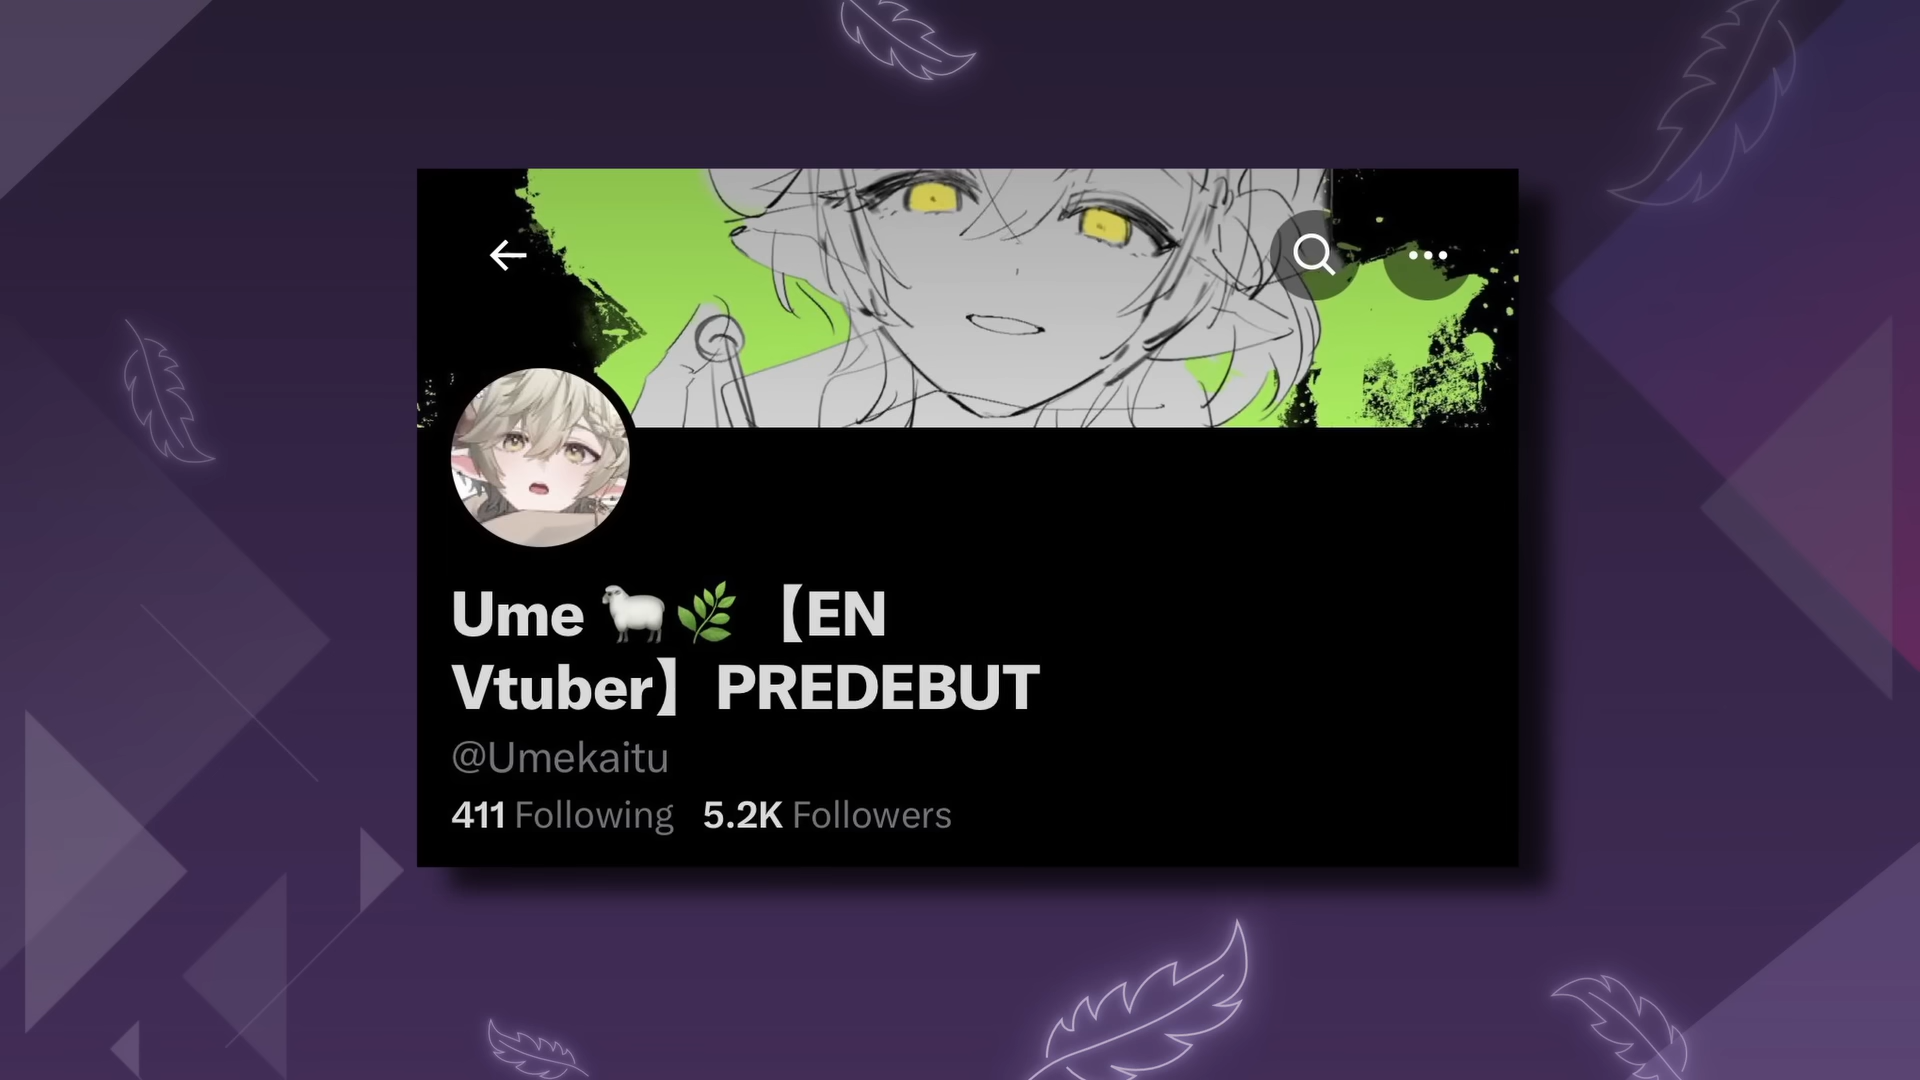 Ume 🐑🌿 【EN
Vtuber】PREDEBUT
@Umekaitu
411 Following 5.2K Followers